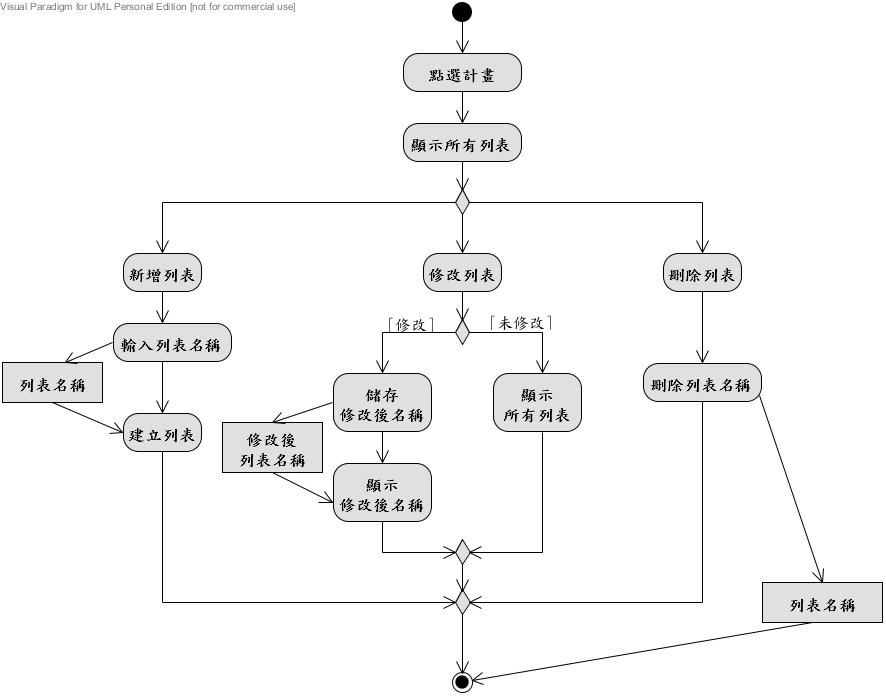 Visual Paradigm for UML Personal Edition [not for commercial use]
點選計畫
顯示所有列表
新增列表
修改列表
刪除列表
「修改」
「未修改」
輸入列表名稱
列表名稱
建立列表
儲存
修改後名稱
顯示
所有列表
刪除列表名稱
修改後
列表名稱
顯示
修改後名稱
列表名稱